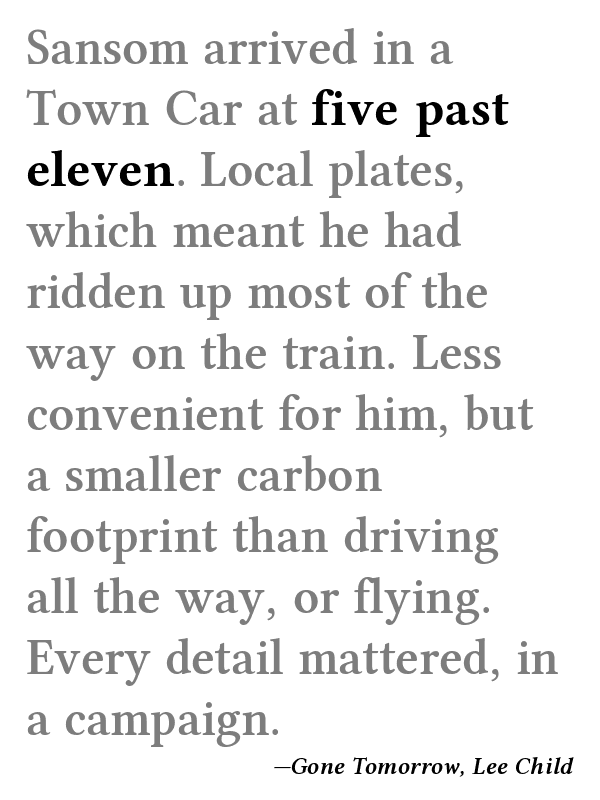 Sansom arrived in a
Town Car at five past
eleven. Local plates,
which meant he had
ridden up most of the
way on the train. Less
convenient for him, but
a smaller carbon
footprint than driving
all the way, or flying.
Every detail mattered, in
a campaign.
—Gone Tomorrow, Lee Child